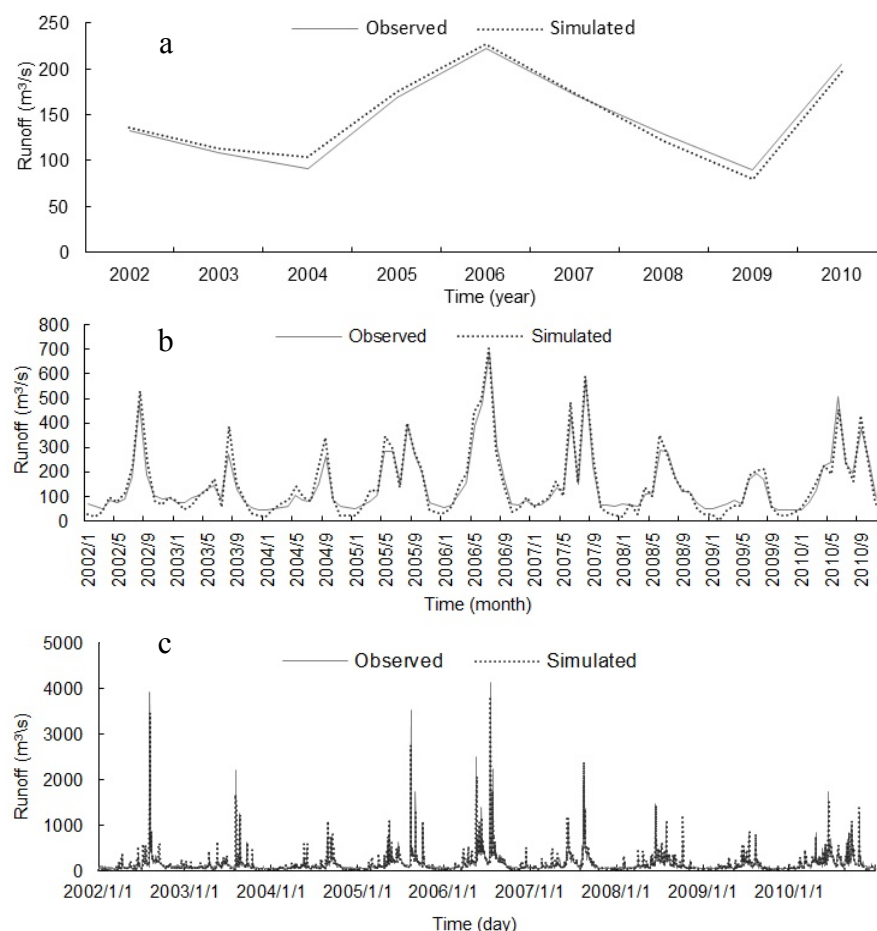 a
Observed Simulated
250
200
150
100
50
0
Runoff (m³/s)
2002 2003 2004 2005 2006 2007 2008 2009 2010
Time (year)
b
Observed Simulated
800
700
600
500
400
300
200
100
0
Runoff (m³/s)
2002/1 2002/5 2002/9 2003/1 2003/5 2003/9 2004/1 2004/5 2004/9 2005/1 2005/5 2005/9 2006/1 2006/5 2006/9 2007/1 2007/5 2007/9 2008/1 2008/5 2008/9 2009/1 2009/5 2009/9 2010/1 2010/5 2010/9
Time (month)
c
Observed Simulated
5000
4000
3000
2000
1000
0
Runoff (m³\s)
2002/1/1 2003/1/1 2004/1/1 2005/1/1 2006/1/1 2007/1/1 2008/1/1 2009/1/1 2010/1/1
Time (day)